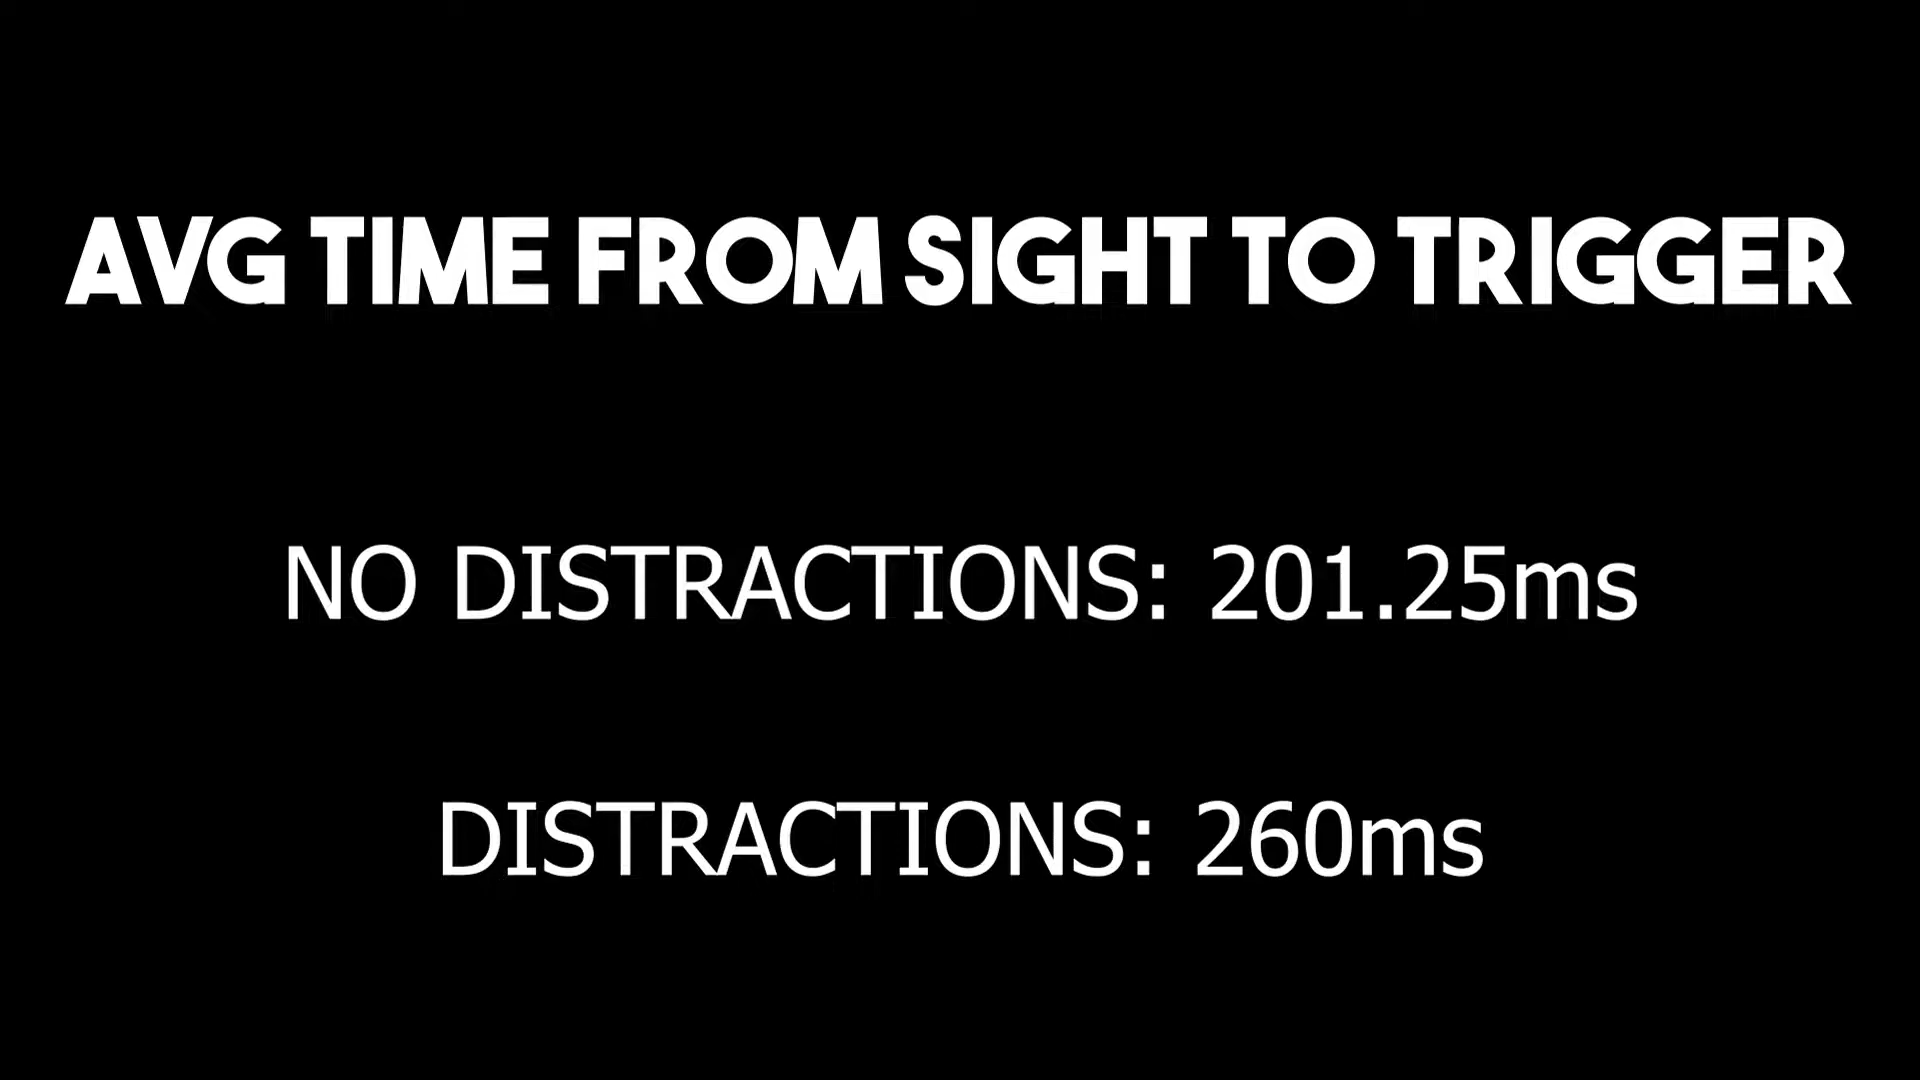 AVG TIME FROM SIGHT TO TRIGGER
NO DISTRACTIONS: 201.25ms
DISTRACTIONS: 260ms